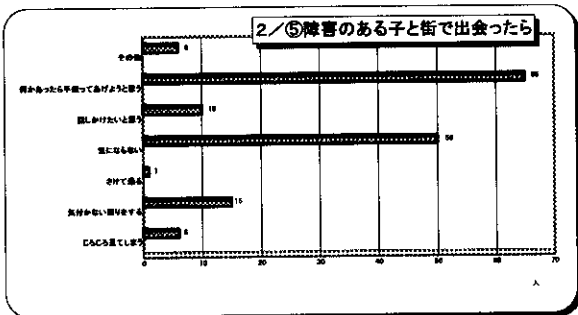 2/⑤障害のある子と街で出会ったら
その他 6
何かあったら手伝ってあげようと思う 65
話しかけたいと思う 10
気にならない 50
さけて通る 1
気付かない振りをする 15
じろじろ見てしまう 6
0 10 20 30 40 50 60 70
人